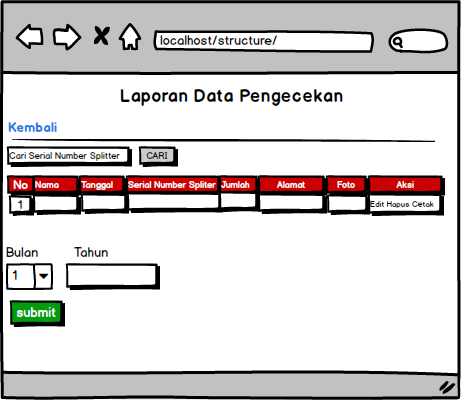 localhost/structure/
Laporan Data Pengecekan
Kembali
Cari Serial Number Splitter CARI
No Nama Tanggal Serial Number Spliter Jumlah Alamat Foto Aksi
1 Edit Hapus Cetak
Bulan Tahun
1
submit